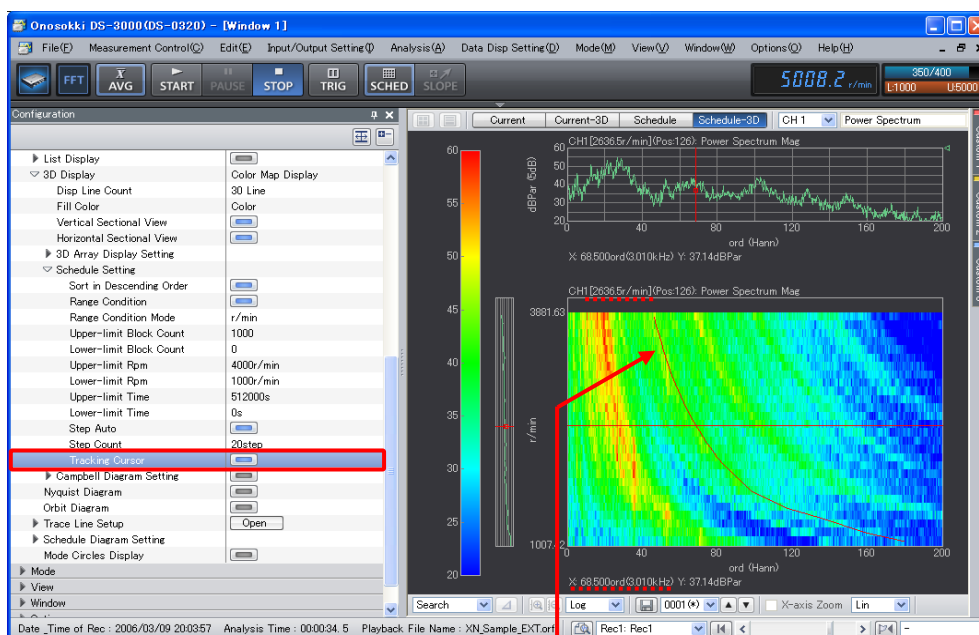 Onosokki DS-3000(DS-0320) - [Window 1]
File(F) Measurement Control(C) Edit(E) Input/Output Setting(I) Analysis(A) Data Disp Setting(D) Mode(M) View(V) Window(W) Options(O) Help(H)
FFT X AVG START PAUSE STOP TRIG SCHED SLOPE 5008.2 r/min 350/400 L:1000 U:5000
Configuration
Current Current-3D Schedule Schedule-3D CH 1 Power Spectrum
List Display
3D Display Color Map Display
Disp Line Count 30 Line
Fill Color Color
Vertical Sectional View
Horizontal Sectional View
3D Array Display Setting
Schedule Setting
Sort in Descending Order
Range Condition
Range Condition Mode r/min
Upper-limit Block Count 1000
Lower-limit Block Count 0
Upper-limit Rpm 4000r/min
Lower-limit Rpm 1000r/min
Upper-limit Time 512000s
Lower-limit Time 0s
Step Auto
Step Count 20step
Tracking Cursor
Campbell Diagram Setting
Nyquist Diagram
Orbit Diagram
Trace Line Setup Open
Schedule Diagram Setting
Mode Circles Display
Mode
View
Window
60
55
50
45
40
35
30
25
20
CH1[2636.5r/min](Pos:126): Power Spectrum Mag
dBPar (/5dB)
60
50
40
30
20
0 40 80 120 160 200
ord (Hann)
X: 68.500ord(3.010kHz) Y: 37.14dBPar
CH1[2636.5r/min](Pos:126): Power Spectrum Mag
3881.63
r/min
1007.42
0 40 80 120 160 200
ord (Hann)
X: 68.500ord(3.010kHz) Y: 37.14dBPar
Search Log 0001(*) X-axis Zoom Lin
Date_Time of Rec : 2006/03/09 20:03:57 Analysis Time : 00:00:34. 5 Playback File Name : XN_Sample_EXT.orf Rec1: Rec1